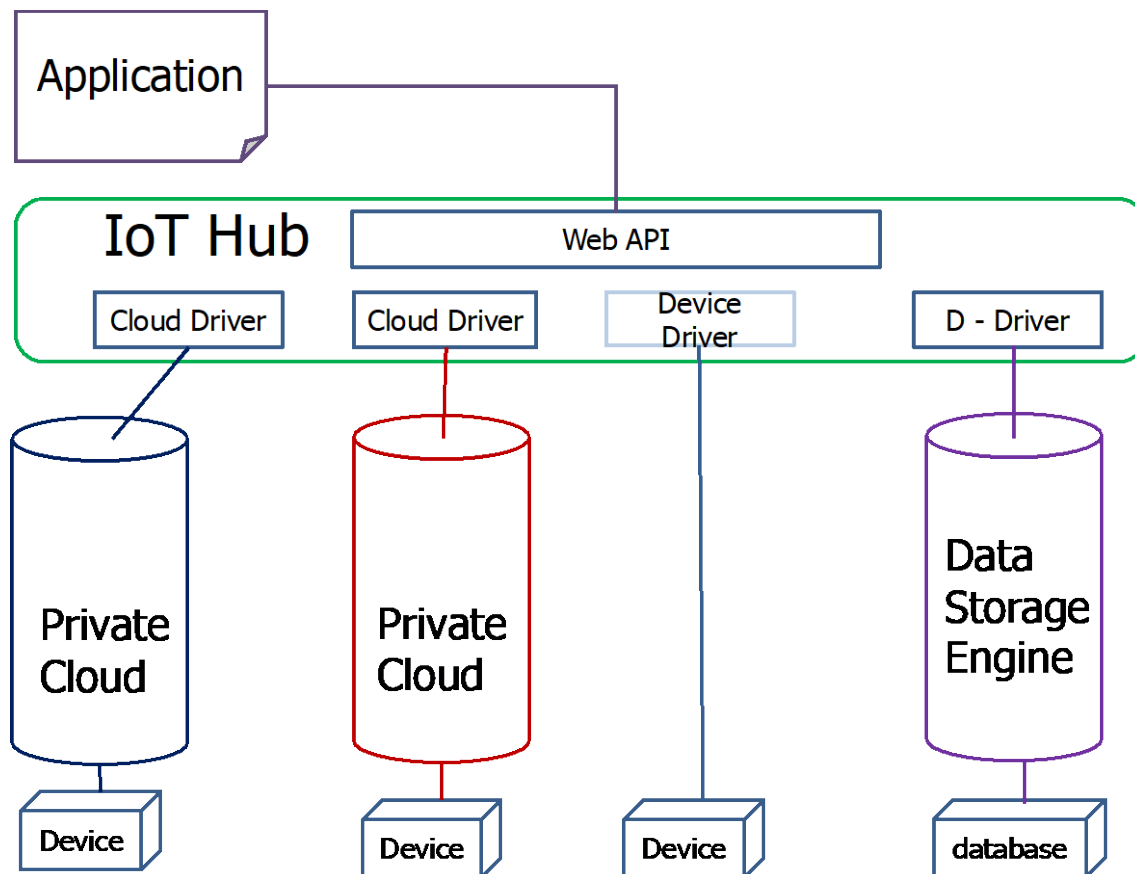 Application
IoT Hub
Web API
Cloud Driver
Cloud Driver
Device
Driver
D - Driver
Private
Cloud
Private
Cloud
Data
Storage
Engine
Device
Device
Device
database